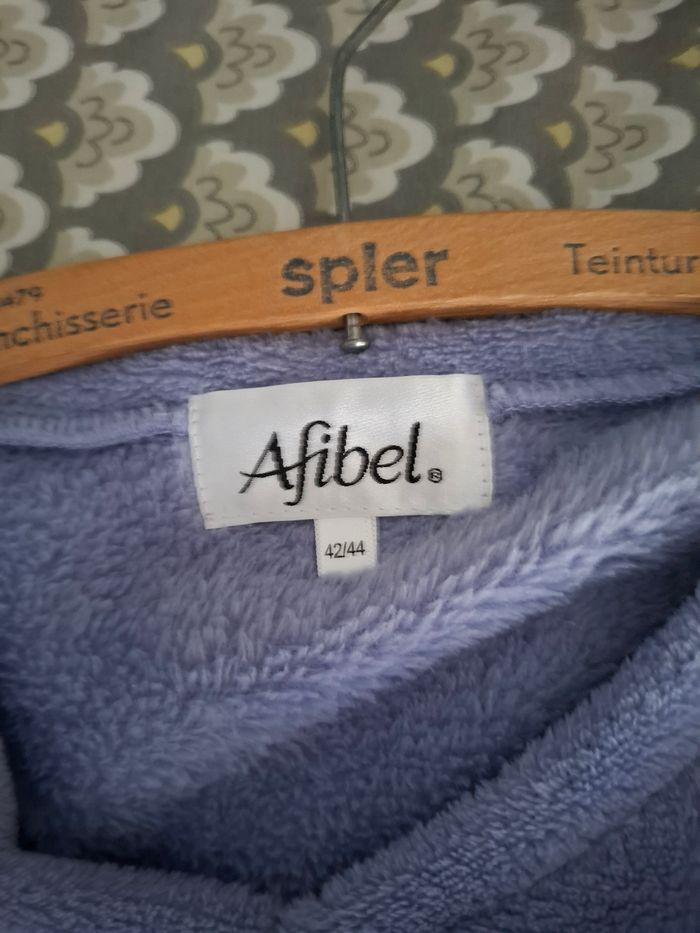 spler
Teintur
nchisserie
Afibel®
42/44